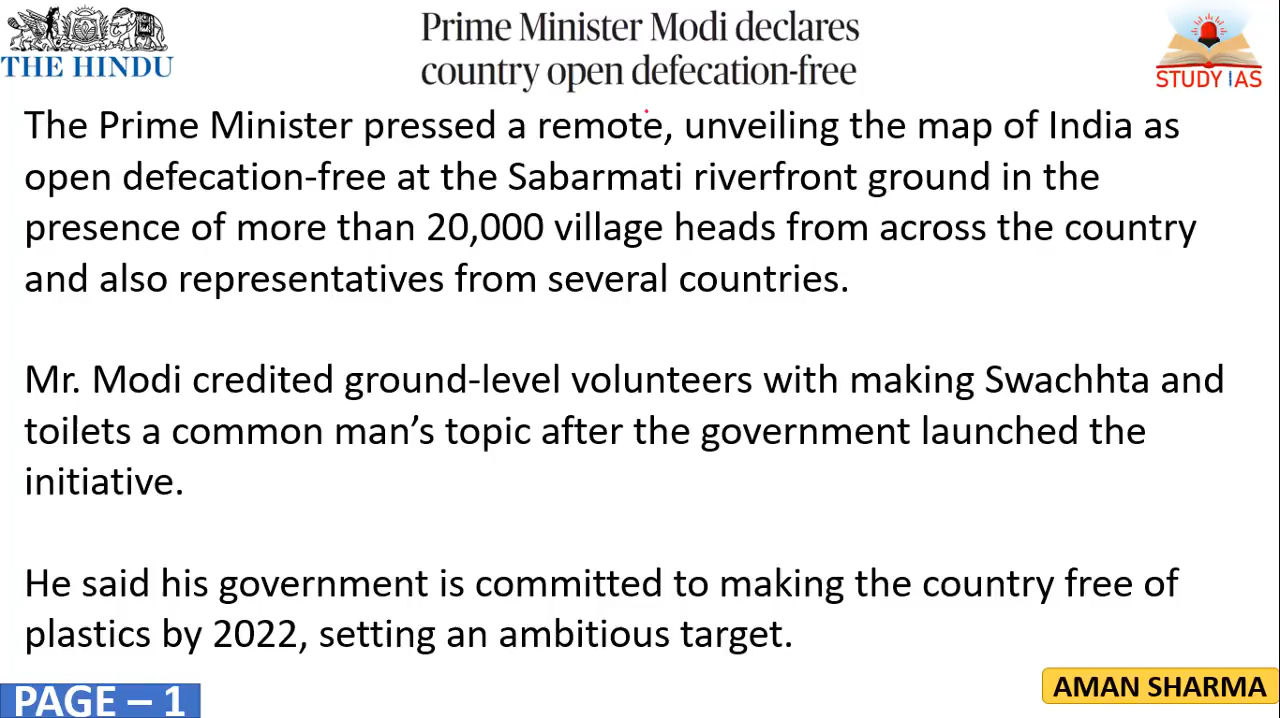 THE HINDU
Prime Minister Modi declares
country open defecation-free
STUDY IAS
The Prime Minister pressed a remote, unveiling the map of India as
open defecation-free at the Sabarmati riverfront ground in the
presence of more than 20,000 village heads from across the country
and also representatives from several countries.
Mr. Modi credited ground-level volunteers with making Swachhta and
toilets a common man’s topic after the government launched the
initiative.
He said his government is committed to making the country free of
plastics by 2022, setting an ambitious target.
PAGE – 1
AMAN SHARMA